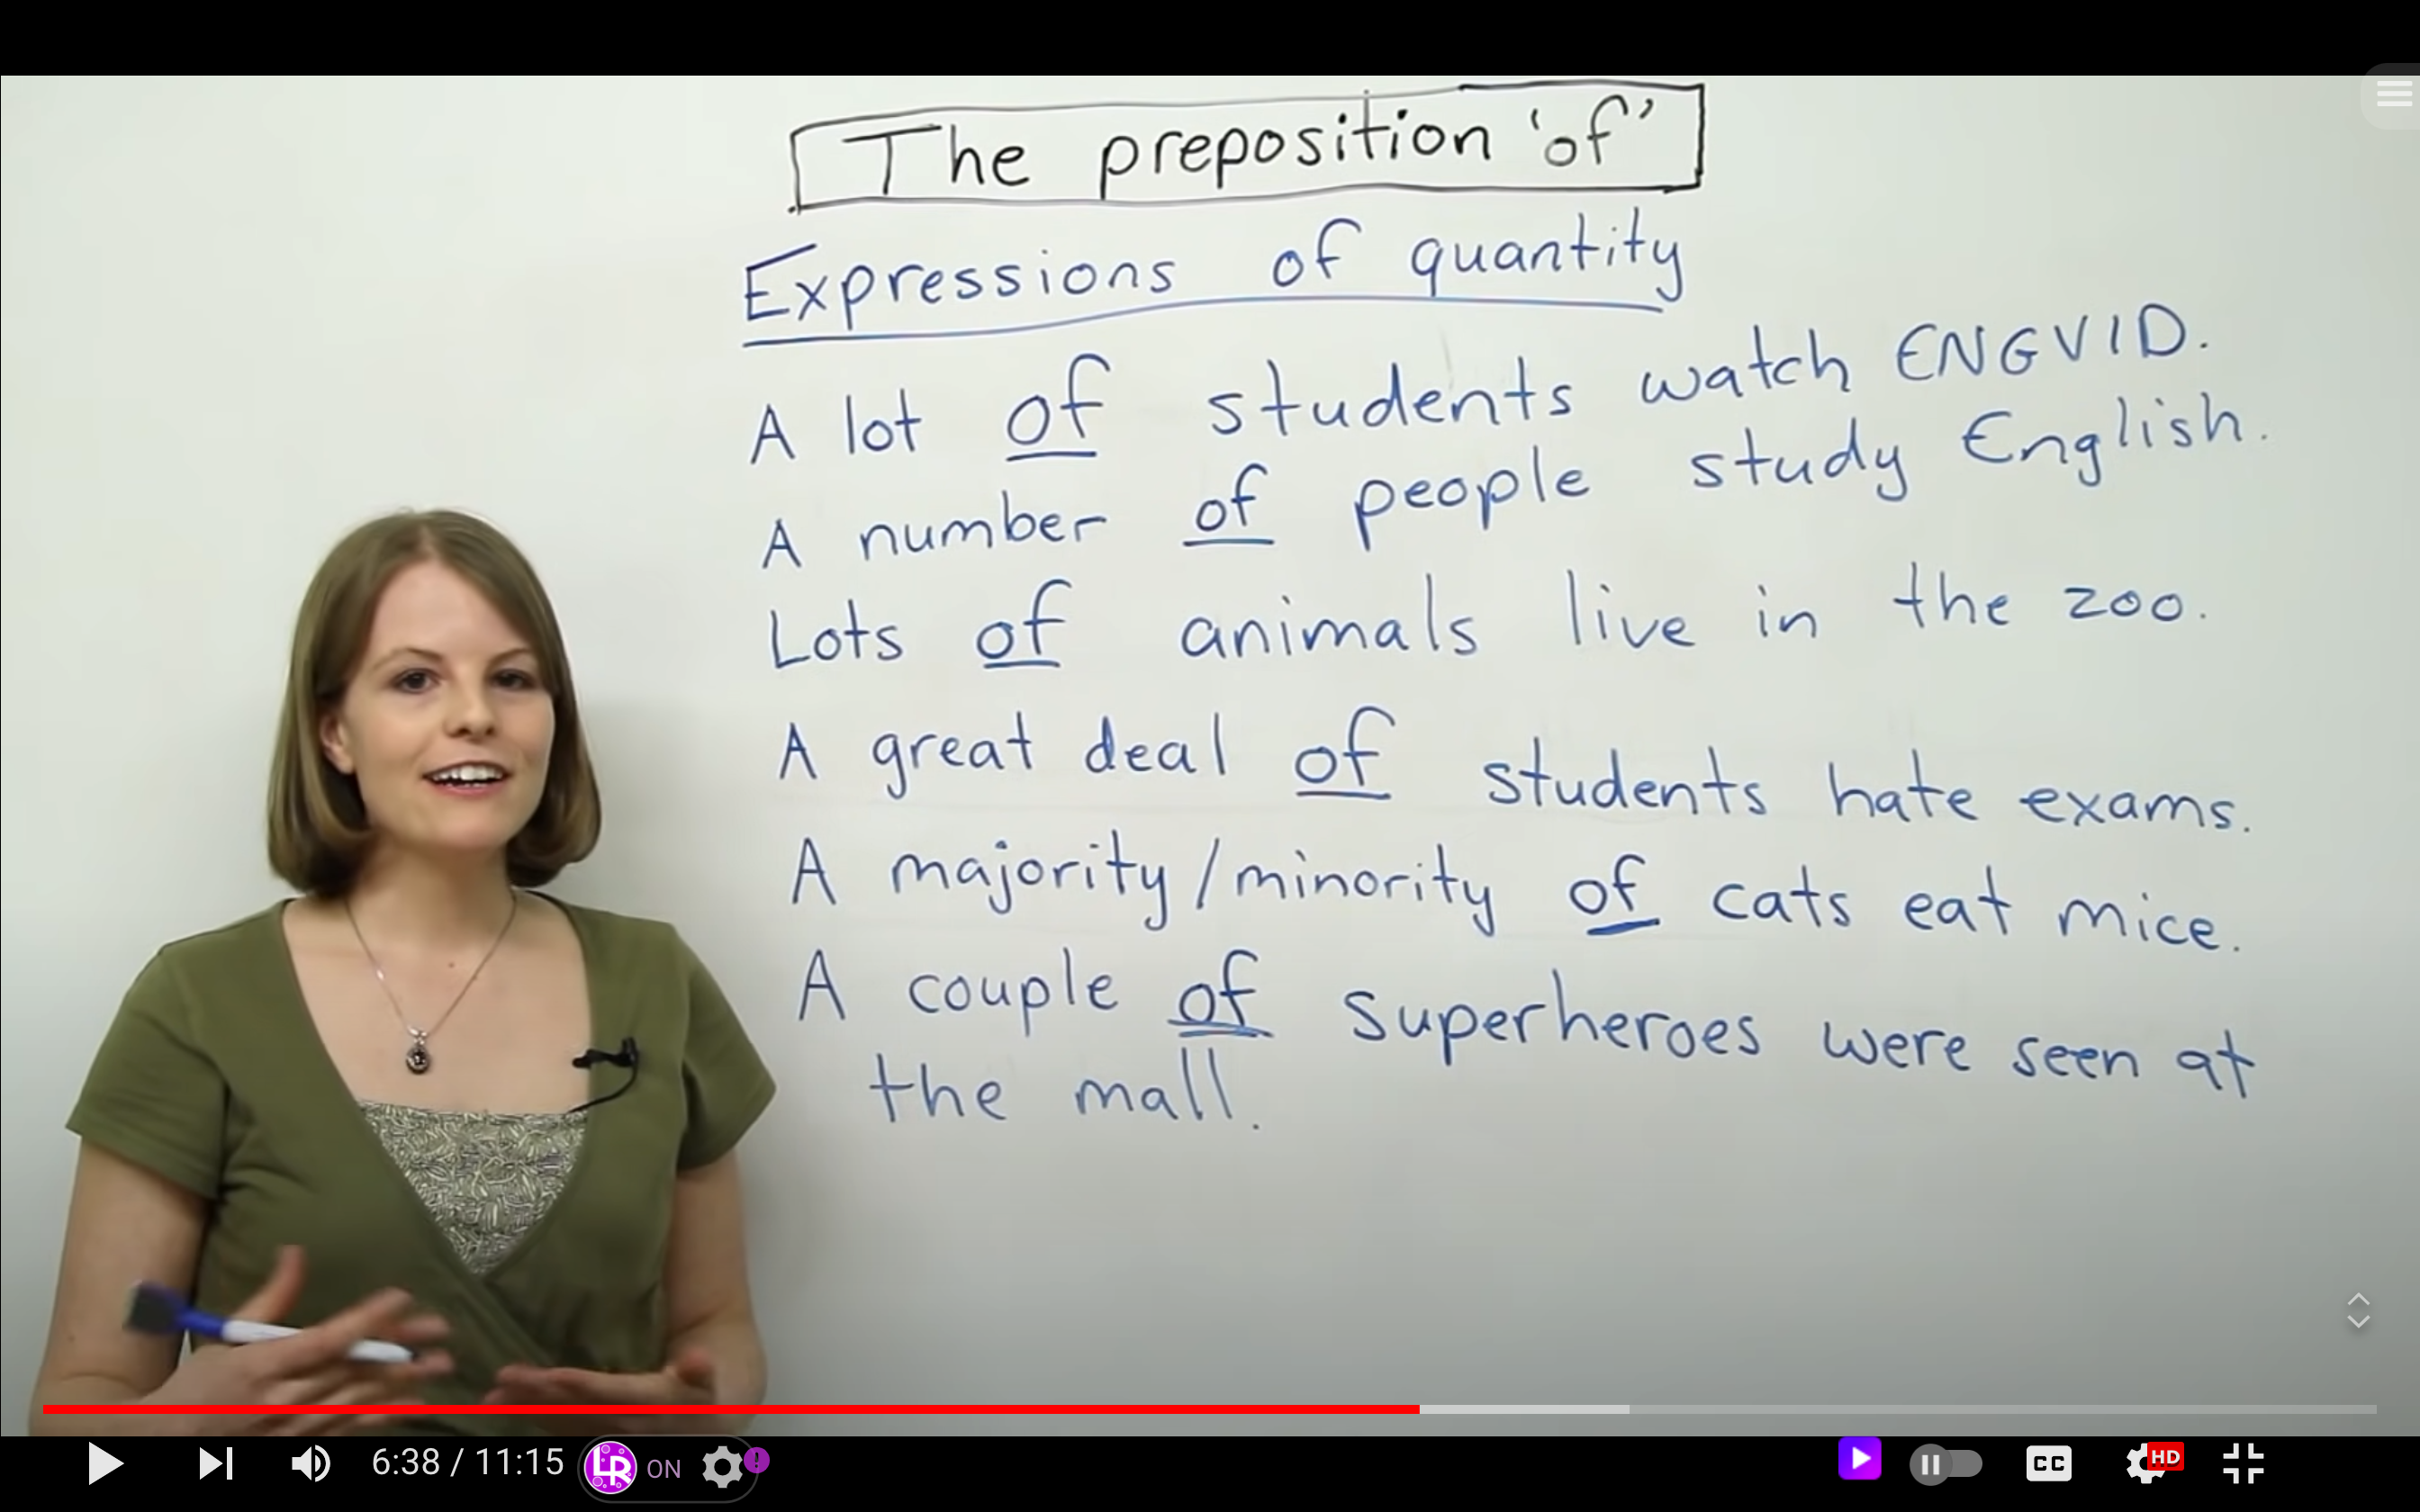 The preposition 'of'
Expressions of quantity
A lot of students watch ENGVID.
A number of people study English.
Lots of animals live in the zoo.
A great deal of students hate exams.
A majority/minority of cats eat mice.
A couple of superheroes were seen at
the mall.
6:38 / 11:15
LR ON
!
CC
HD